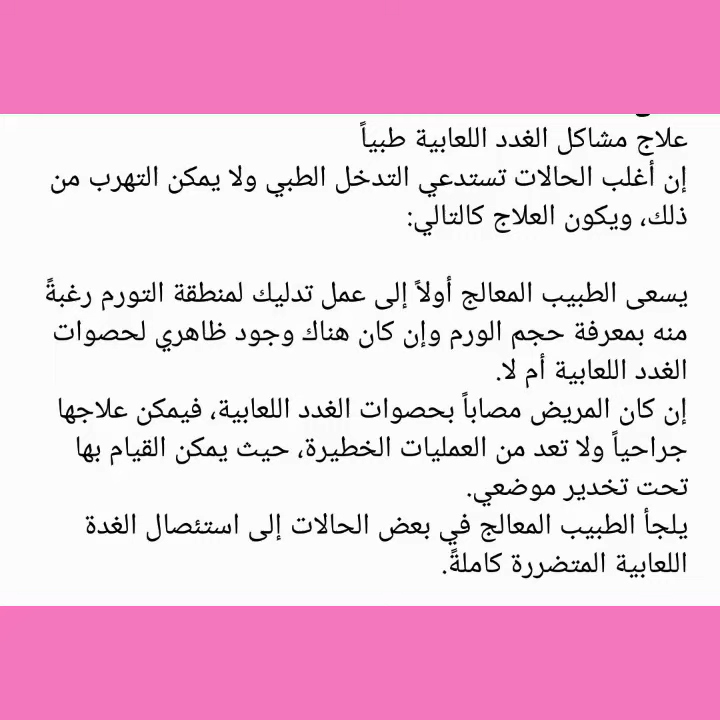 علاج مشاكل الغدد اللعابية طبياً
إن أغلب الحالات تستدعي التدخل الطبي ولا يمكن التهرب من
ذلك، ويكون العلاج كالتالي:
يسعى الطبيب المعالج أولاً إلى عمل تدليك لمنطقة التورم رغبةً
منه بمعرفة حجم الورم وإن كان هناك وجود ظاهري لحصوات
الغدد اللعابية أم لا.
إن كان المريض مصاباً بحصوات الغدد اللعابية، فيمكن علاجها
جراحياً ولا تعد من العمليات الخطيرة، حيث يمكن القيام بها
تحت تخدير موضعي.
يلجأ الطبيب المعالج في بعض الحالات إلى استئصال الغدة
اللعابية المتضررة كاملةً.